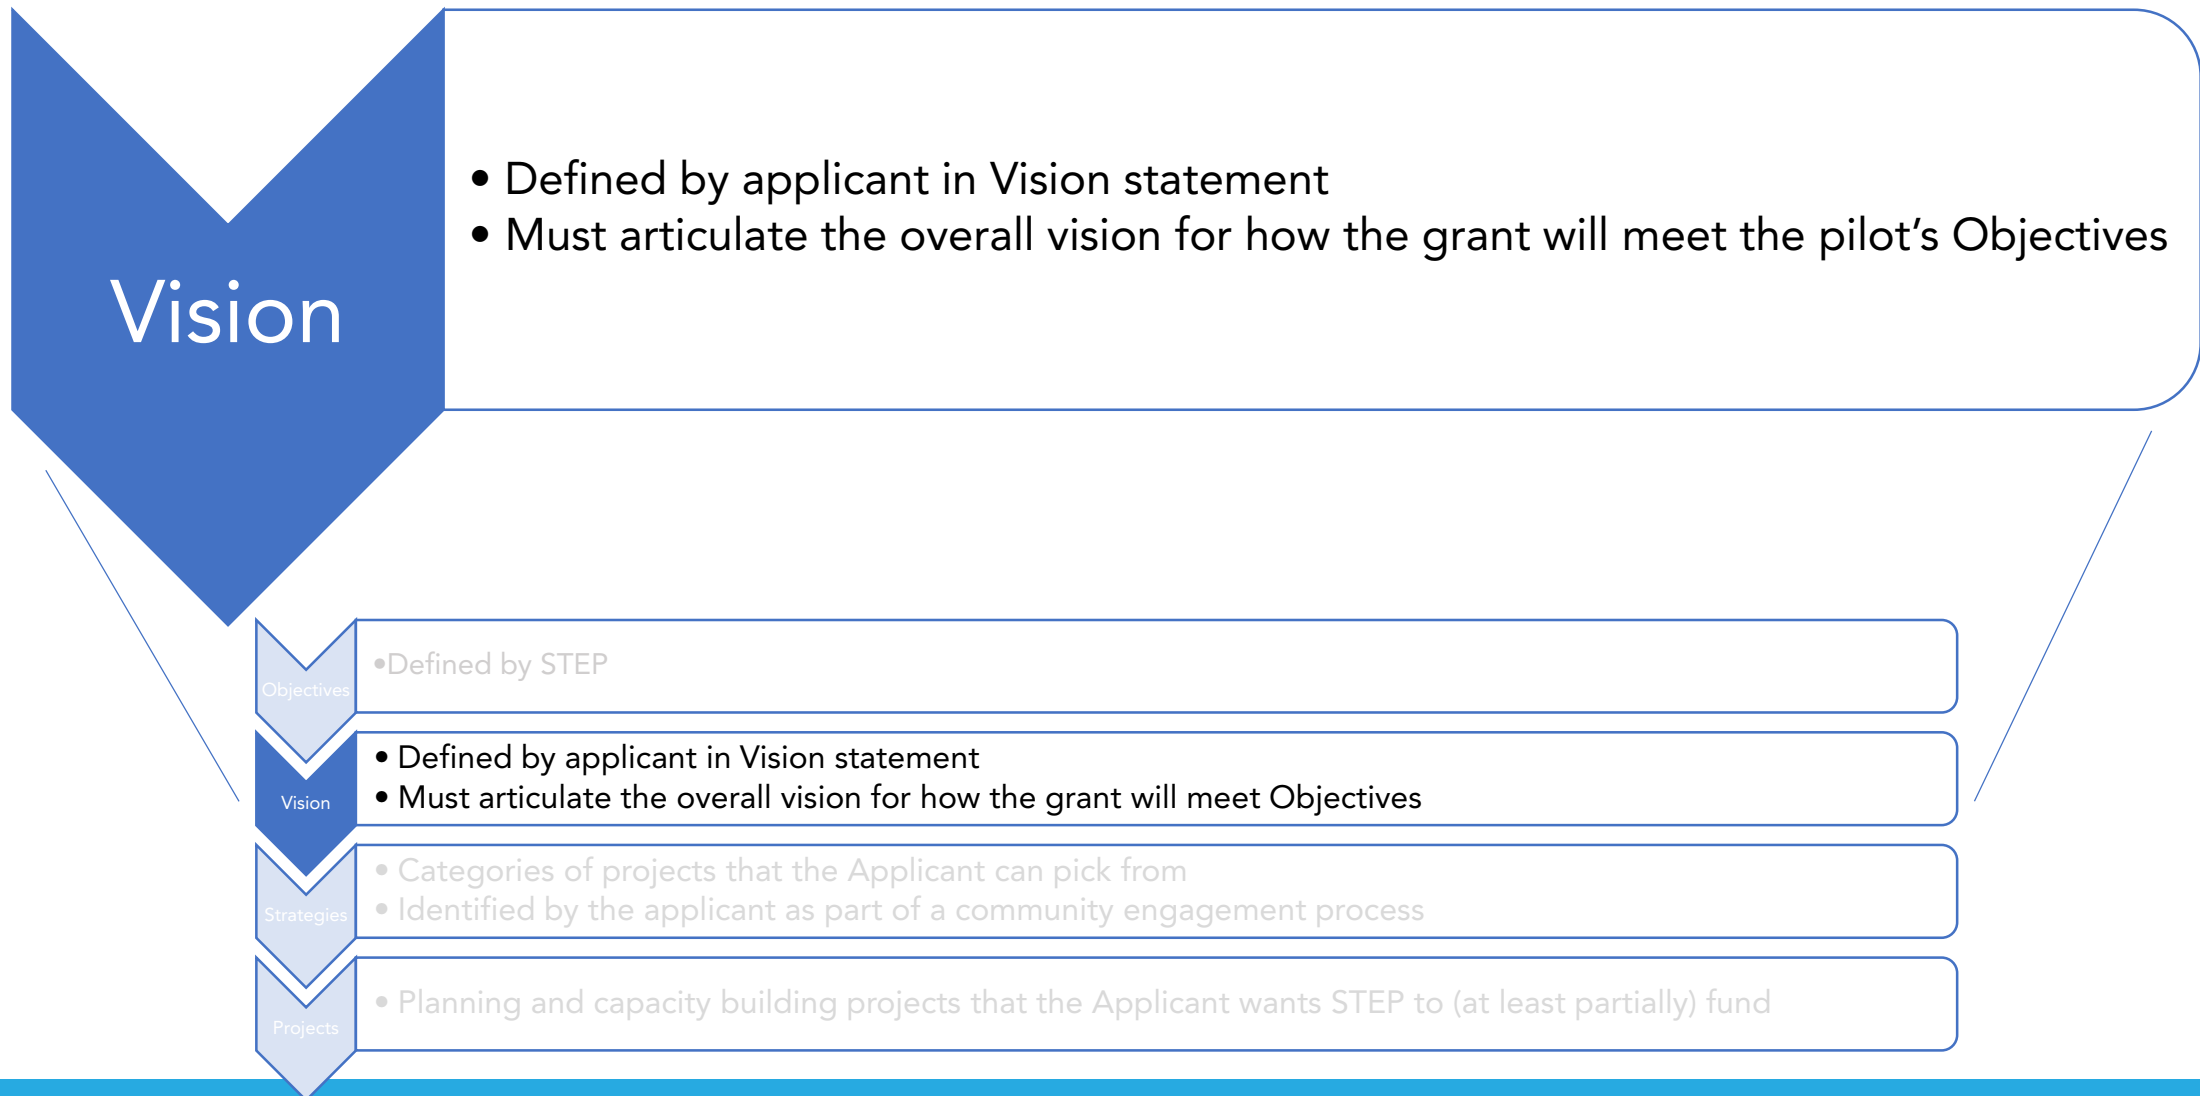 • Defined by applicant in Vision statement
• Must articulate the overall vision for how the grant will meet the pilot’s Objectives
Vision
•Defined by STEP
Objectives
• Defined by applicant in Vision statement
• Must articulate the overall vision for how the grant will meet Objectives
Vision
• Categories of projects that the Applicant can pick from
• Identified by the applicant as part of a community engagement process
Strategies
• Planning and capacity building projects that the Applicant wants STEP to (at least partially) fund
Projects